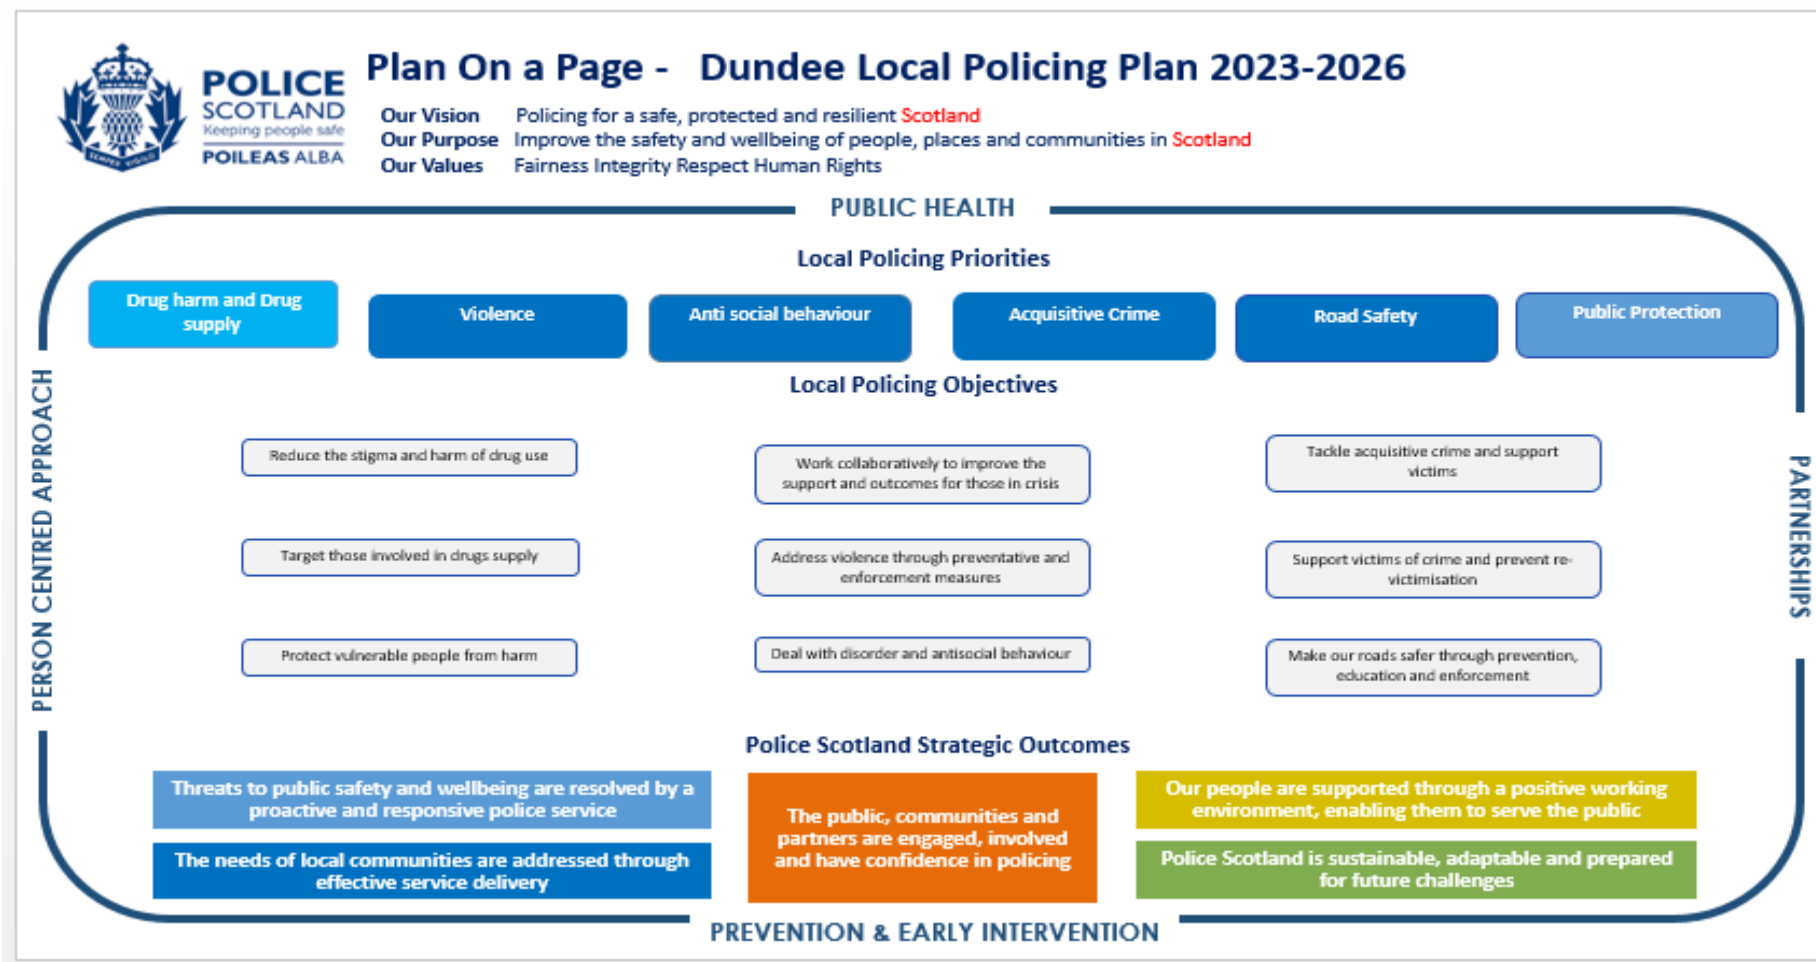 POLICE
SCOTLAND
Keeping people safe
POILEAS ALBA
SEMPER VIGILO
Plan On a Page - Dundee Local Policing Plan 2023-2026
Our Vision Policing for a safe, protected and resilient Scotland
Our Purpose Improve the safety and wellbeing of people, places and communities in Scotland
Our Values Fairness Integrity Respect Human Rights
PUBLIC HEALTH
Local Policing Priorities
Drug harm and Drug
supply
Violence
Anti social behaviour
Acquisitive Crime
Road Safety
Public Protection
Local Policing Objectives
PERSON CENTRED APPROACH
Reduce the stigma and harm of drug use
Work collaboratively to improve the
support and outcomes for those in crisis
Tackle acquisitive crime and support
victims
Target those involved in drugs supply
Address violence through preventative and
enforcement measures
Support victims of crime and prevent re-
victimisation
Protect vulnerable people from harm
Deal with disorder and antisocial behaviour
Make our roads safer through prevention,
education and enforcement
PARTNERSHIPS
Police Scotland Strategic Outcomes
Threats to public safety and wellbeing are resolved by a
proactive and responsive police service
The needs of local communities are addressed through
effective service delivery
The public, communities and
partners are engaged, involved
and have confidence in policing
Our people are supported through a positive working
environment, enabling them to serve the public
Police Scotland is sustainable, adaptable and prepared
for future challenges
PREVENTION & EARLY INTERVENTION